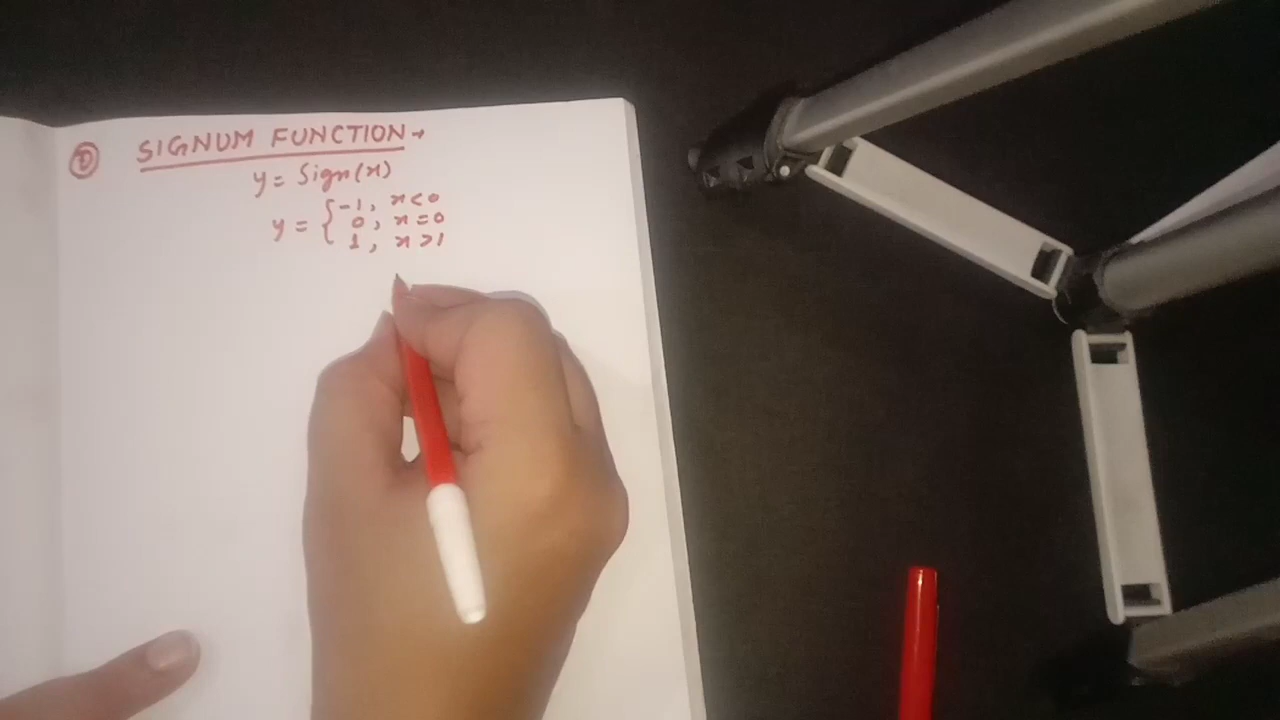 ① SIGNUM FUNCTION→
y = Sign(x)
y = { -1, x<0
0, x=0
1, x>1